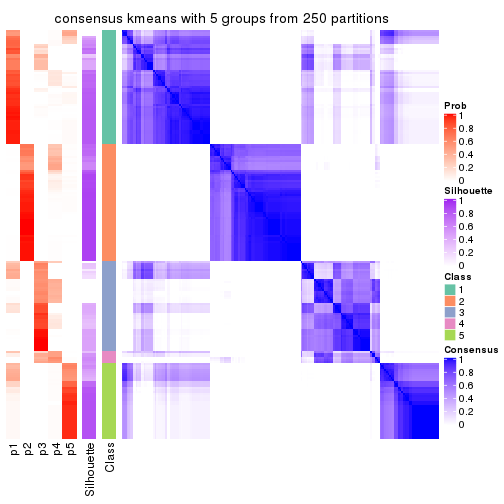 consensus kmeans with 5 groups from 250 partitions
Prob
1
0.8
0.6
0.4
0.2
0
Silhouette
1
0.8
0.6
0.4
0.2
0
Class
1
2
3
4
5
Consensus
1
0.8
0.6
0.4
0.2
0
p1
p2
p3
p4
p5
Silhouette
Class